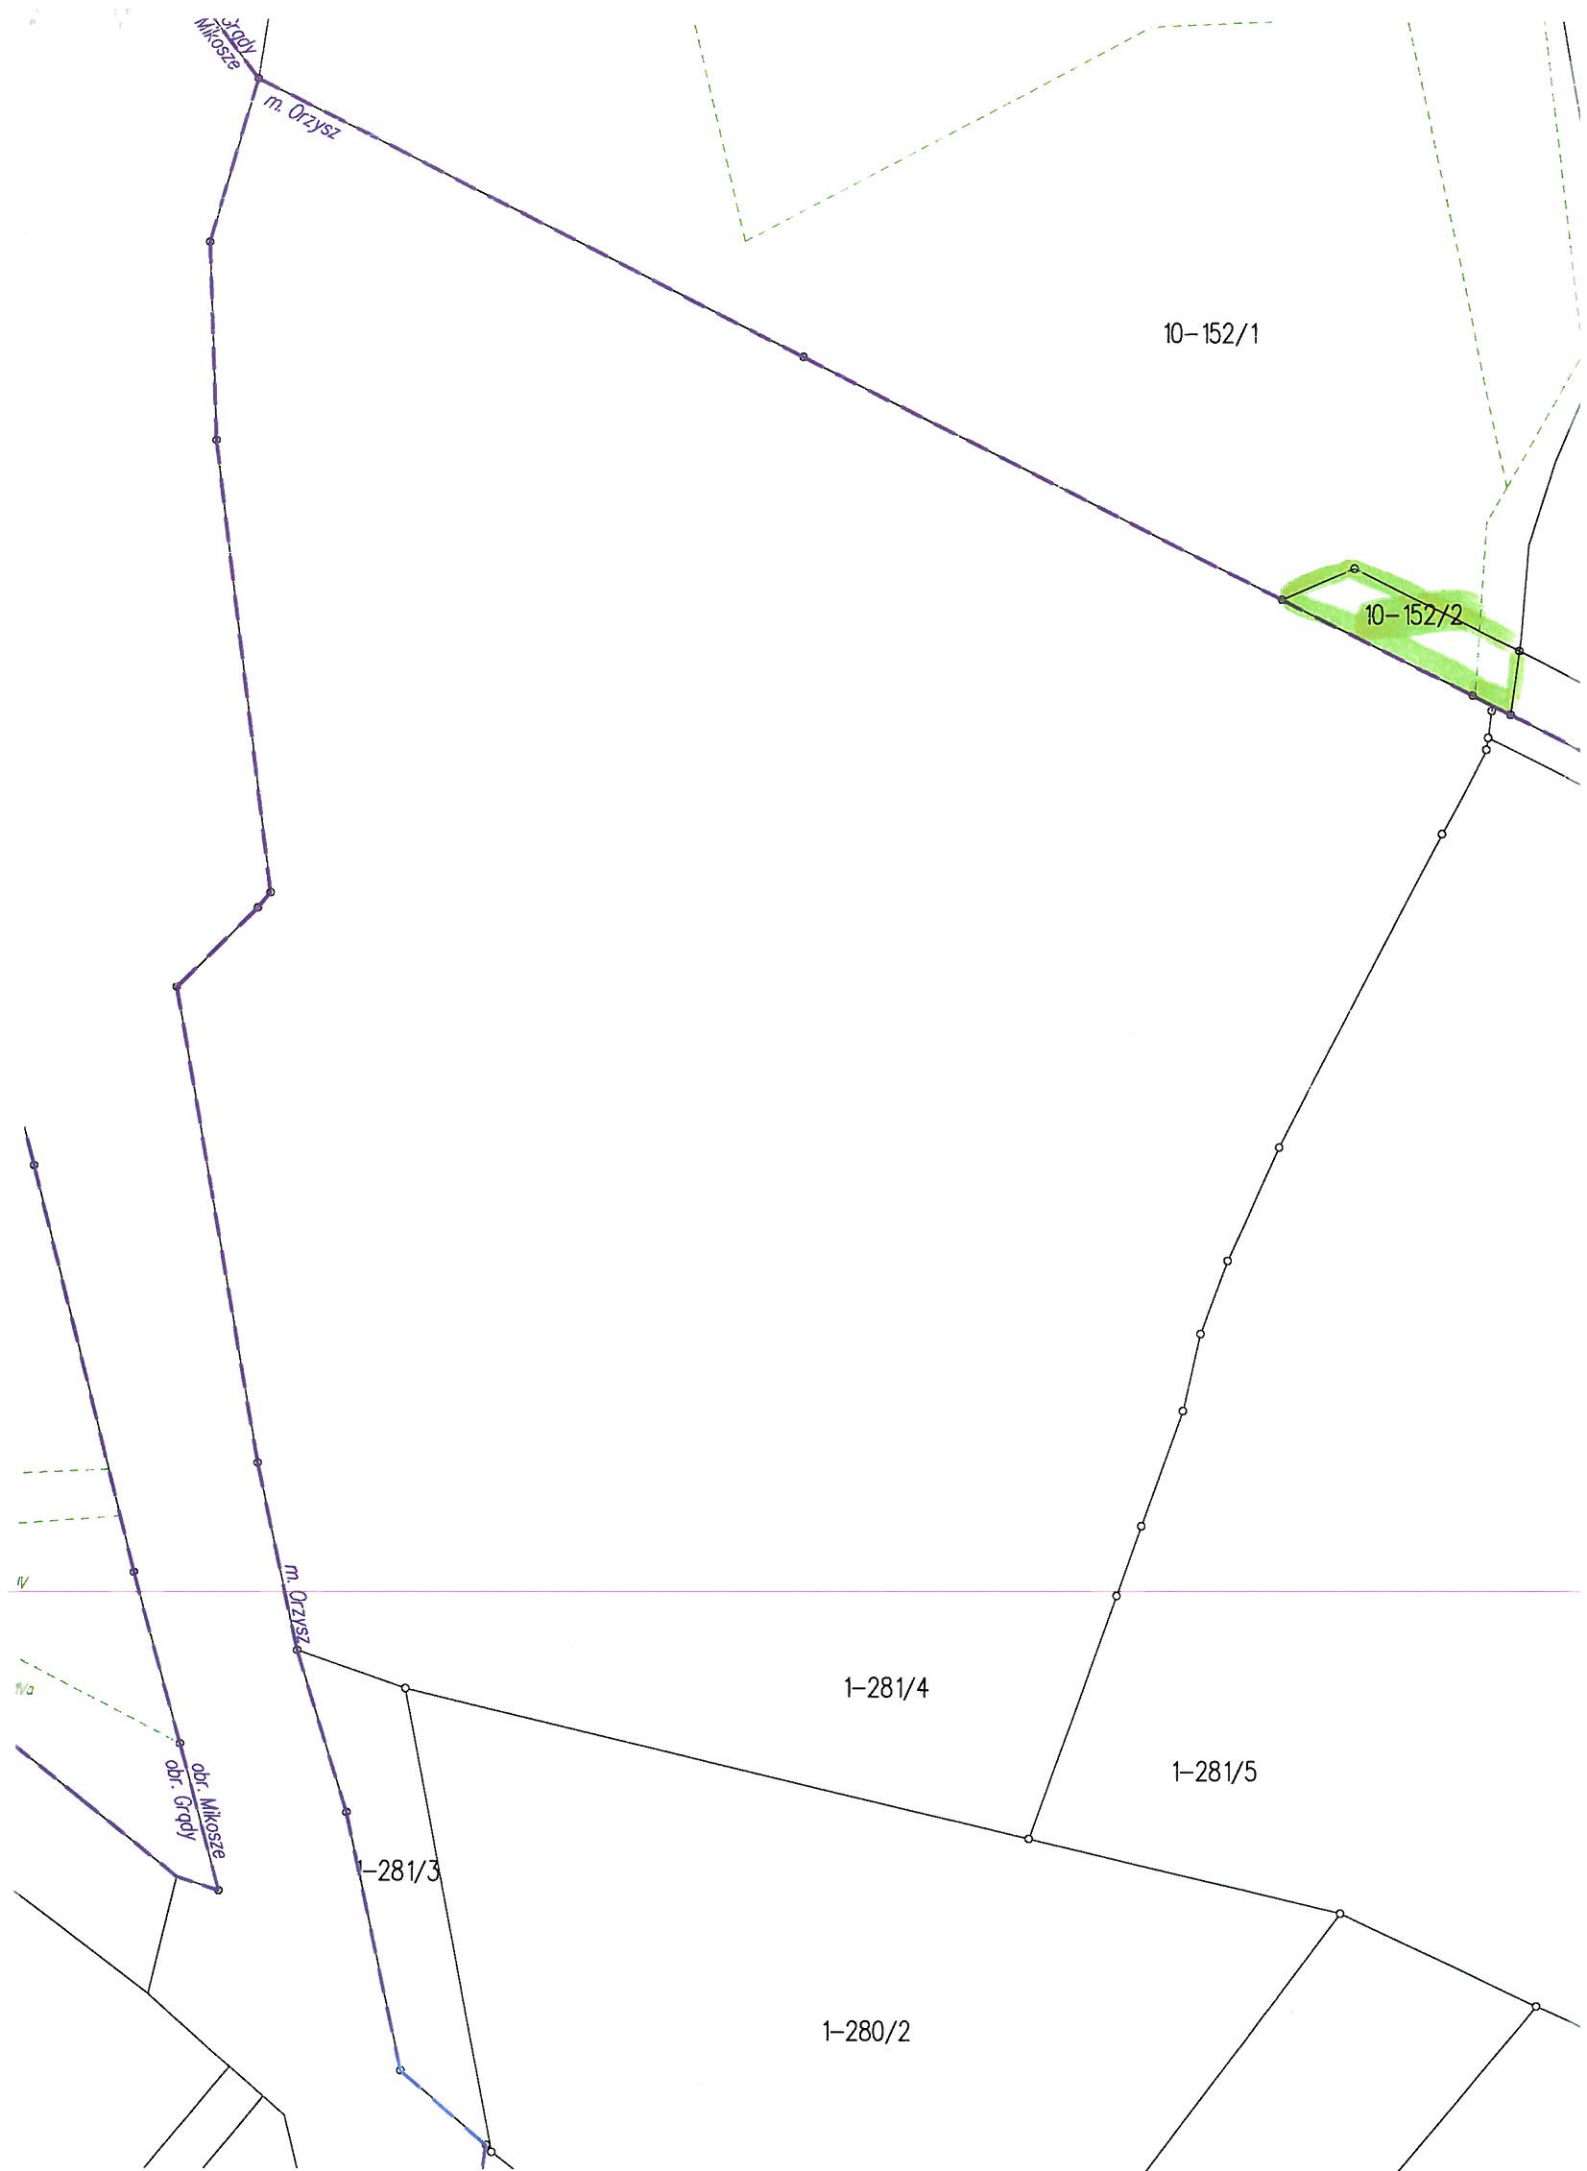 Grądy
Mikosze
m. Orzysz
10-152/1
10-152/2
m. Orzysz
IV
IVa
1-281/4
1-281/5
obr. Mikosze
obr. Grądy
1-281/3
1-280/2